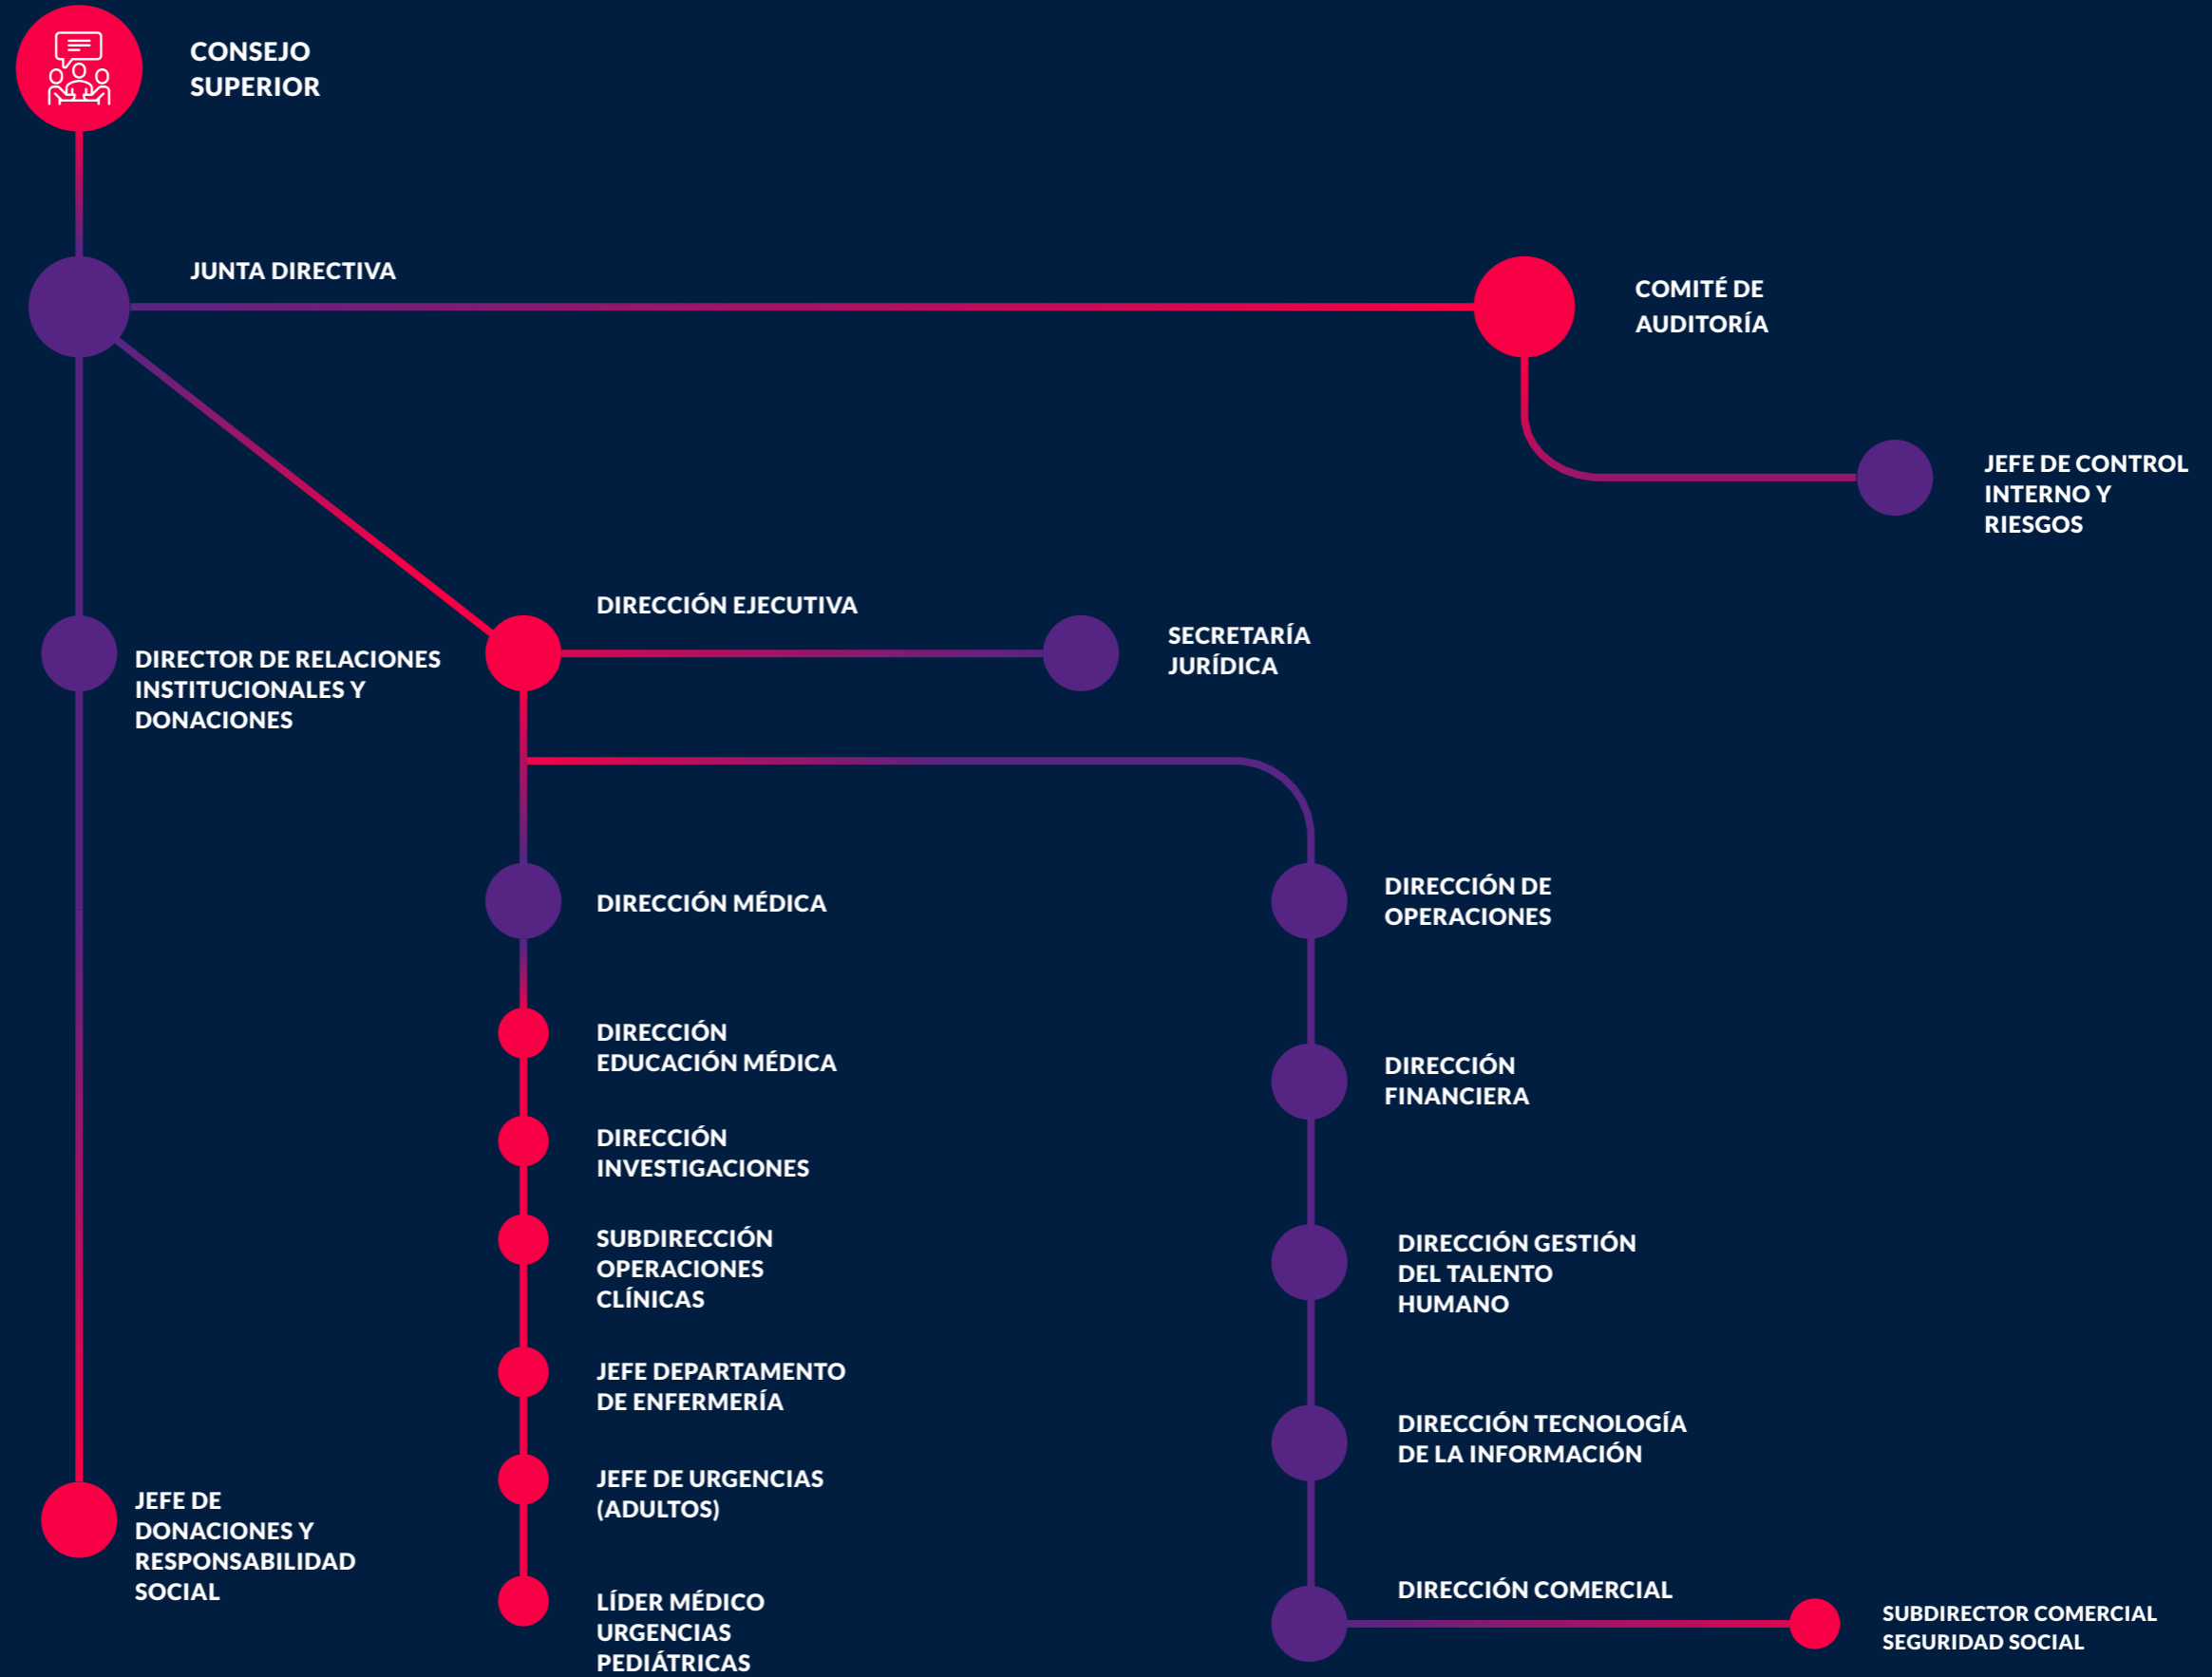 CONSEJO
SUPERIOR
JUNTA DIRECTIVA
COMITÉ DE
AUDITORÍA
JEFE DE CONTROL
INTERNO Y
RIESGOS
DIRECTOR DE RELACIONES
INSTITUCIONALES Y
DONACIONES
DIRECCIÓN EJECUTIVA
SECRETARÍA
JURÍDICA
DIRECCIÓN MÉDICA
DIRECCIÓN
EDUCACIÓN MÉDICA
DIRECCIÓN
INVESTIGACIONES
SUBDIRECCIÓN
OPERACIONES
CLÍNICAS
JEFE DEPARTAMENTO
DE ENFERMERÍA
JEFE DE URGENCIAS
(ADULTOS)
LÍDER MÉDICO
URGENCIAS
PEDIÁTRICAS
DIRECCIÓN DE
OPERACIONES
DIRECCIÓN
FINANCIERA
DIRECCIÓN GESTIÓN
DEL TALENTO
HUMANO
DIRECCIÓN TECNOLOGÍA
DE LA INFORMACIÓN
DIRECCIÓN COMERCIAL
SUBDIRECTOR COMERCIAL
SEGURIDAD SOCIAL
JEFE DE
DONACIONES Y
RESPONSABILIDAD
SOCIAL